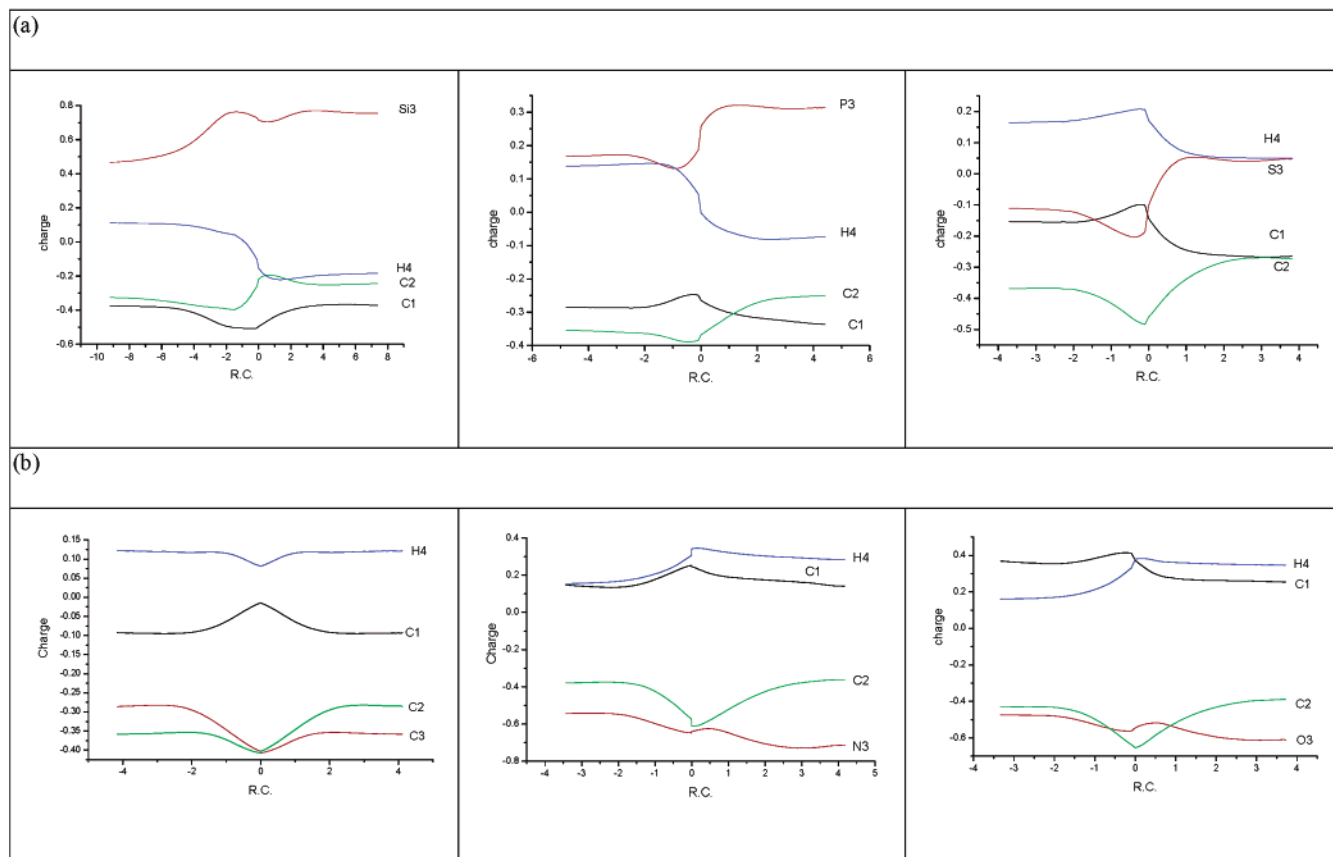 (a)
0.8
0.6
0.4
0.2
0.0
-0.2
-0.4
-0.6
charge
Si3
H4
C2
C1
-10 -8 -6 -4 -2 0 2 4 6 8
R.C.
0.3
0.2
0.1
0.0
-0.1
-0.2
-0.3
-0.4
charge
P3
H4
C2
C1
-6 -4 -2 0 2 4 6
R.C.
0.2
0.1
0.0
-0.1
-0.2
-0.3
-0.4
-0.5
charge
H4
S3
C1
C2
-4 -3 -2 -1 0 1 2 3 4
R.C.
(b)
0.15
0.10
0.05
0.00
-0.05
-0.10
-0.15
-0.20
-0.25
-0.30
-0.35
-0.40
Charge
H4
C1
C2
C3
-4 -2 0 2 4
R.C.
0.4
0.2
0.0
-0.2
-0.4
-0.6
-0.8
Charge
H4
C1
C2
N3
-4 -3 -2 -1 0 1 2 3 4 5
R.C.
0.4
0.2
0.0
-0.2
-0.4
-0.6
charge
H4
C1
C2
O3
-4 -3 -2 -1 0 1 2 3 4
R.C.